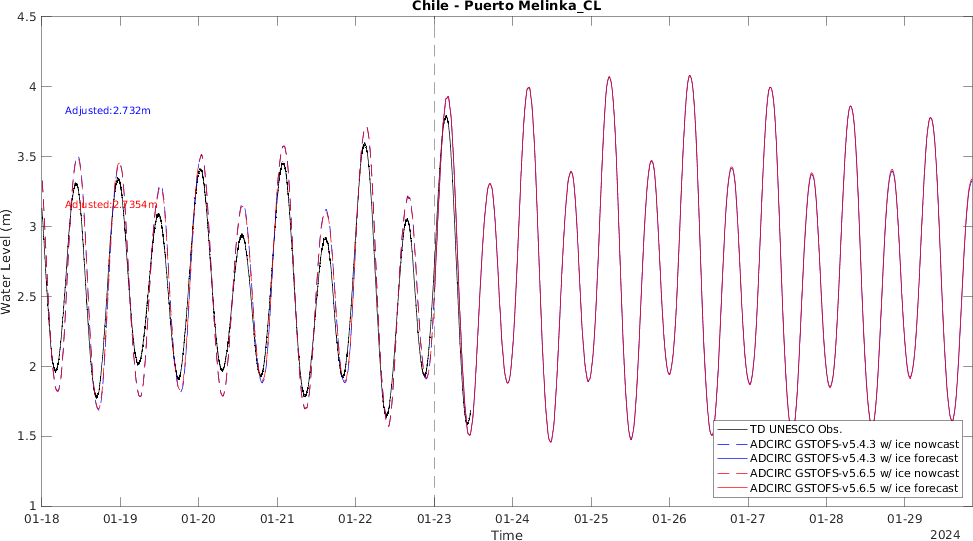 Chile - Puerto Melinka_CL
4.5
4
3.5
3
2.5
2
1.5
1
Water Level (m)
Adjusted:2.732m
Adjusted:2.7354m
TD UNESCO Obs.
ADCIRC GSTOFS-v5.4.3 w/ ice nowcast
ADCIRC GSTOFS-v5.4.3 w/ ice forecast
ADCIRC GSTOFS-v5.6.5 w/ ice nowcast
ADCIRC GSTOFS-v5.6.5 w/ ice forecast
01-18 01-19 01-20 01-21 01-22 01-23 01-24 01-25 01-26 01-27 01-28 01-29
Time
2024